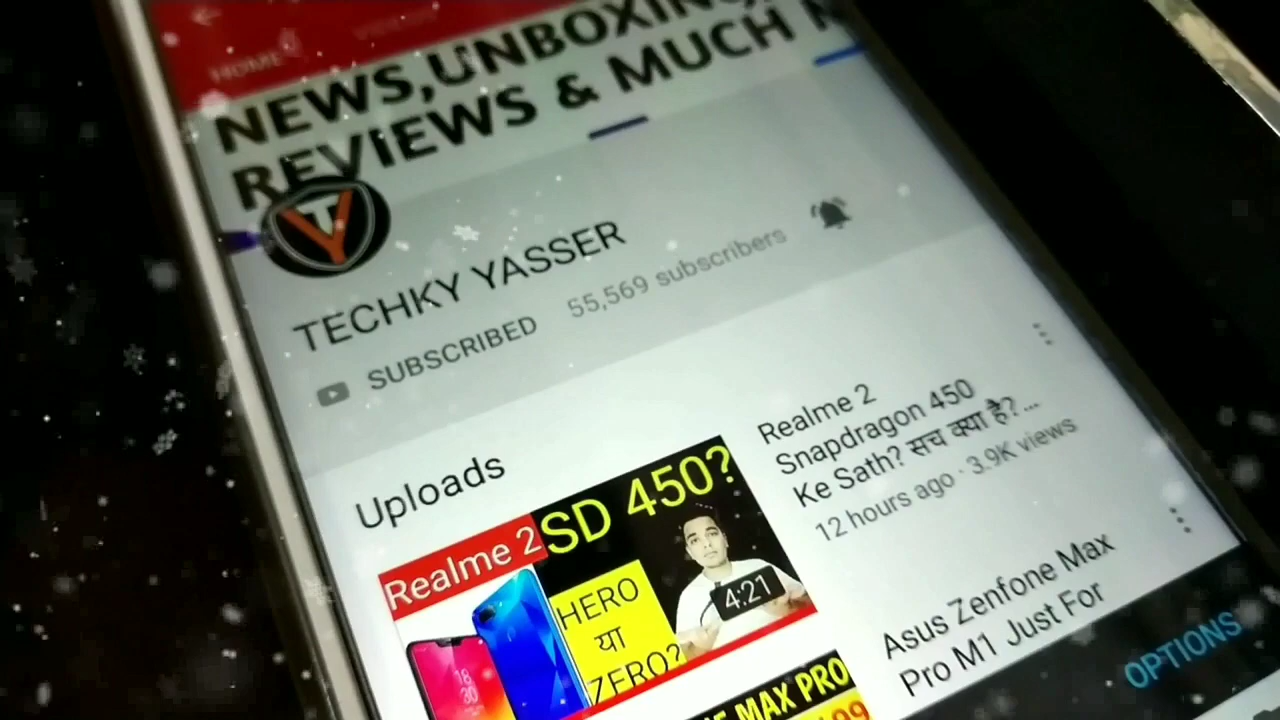 HOME
NEWS,UNBOXING,
REVIEWS & MUCH
TY
TECHKY YASSER
SUBSCRIBED 55,569 subscribers
Uploads
Realme 2
SD 450?
HERO
या
ZERO?
4:21
Realme 2
Snapdragon 450
Ke Sath? सच क्या है?...
12 hours ago · 3.9K views
MAX PRO
Asus Zenfone Max
Pro M1 Just For
OPTIONS